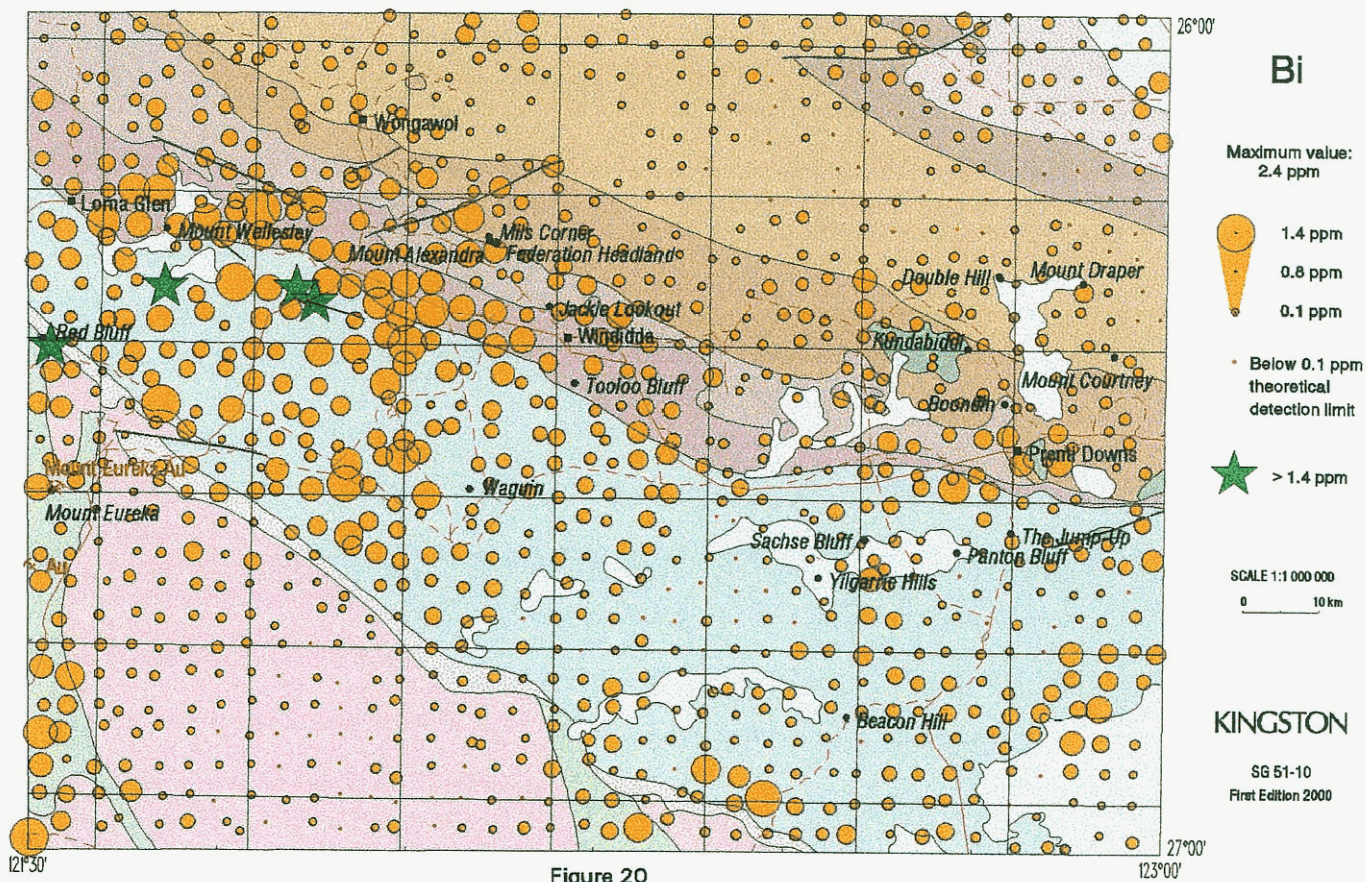 26°00'
Bi
Maximum value:
2.4 ppm
1.4 ppm
0.8 ppm
0.1 ppm
Below 0.1 ppm
theoretical
detection limit
> 1.4 ppm
SCALE 1:1 000 000
0 10 km
KINGSTON
SG 51-10
First Edition 2000
Wongawol
Lorna Glen
Mount Wellesley
Mils Corner
Mount Alexandra
Federation Headland
Double Hill
Mount Draper
Jackie Lookout
Red Bluff
Windidda
Kundabiddi
Tooloo Bluff
Mount Courtney
Boondin
Prenti Downs
Mount Eureka Au
Waguin
Mount Eureka
Sachse Bluff
The Jump-Up
Panton Bluff
Au
Yilgarrie Hills
Beacon Hill
121°30'
Figure 20
123°00'
27°00'